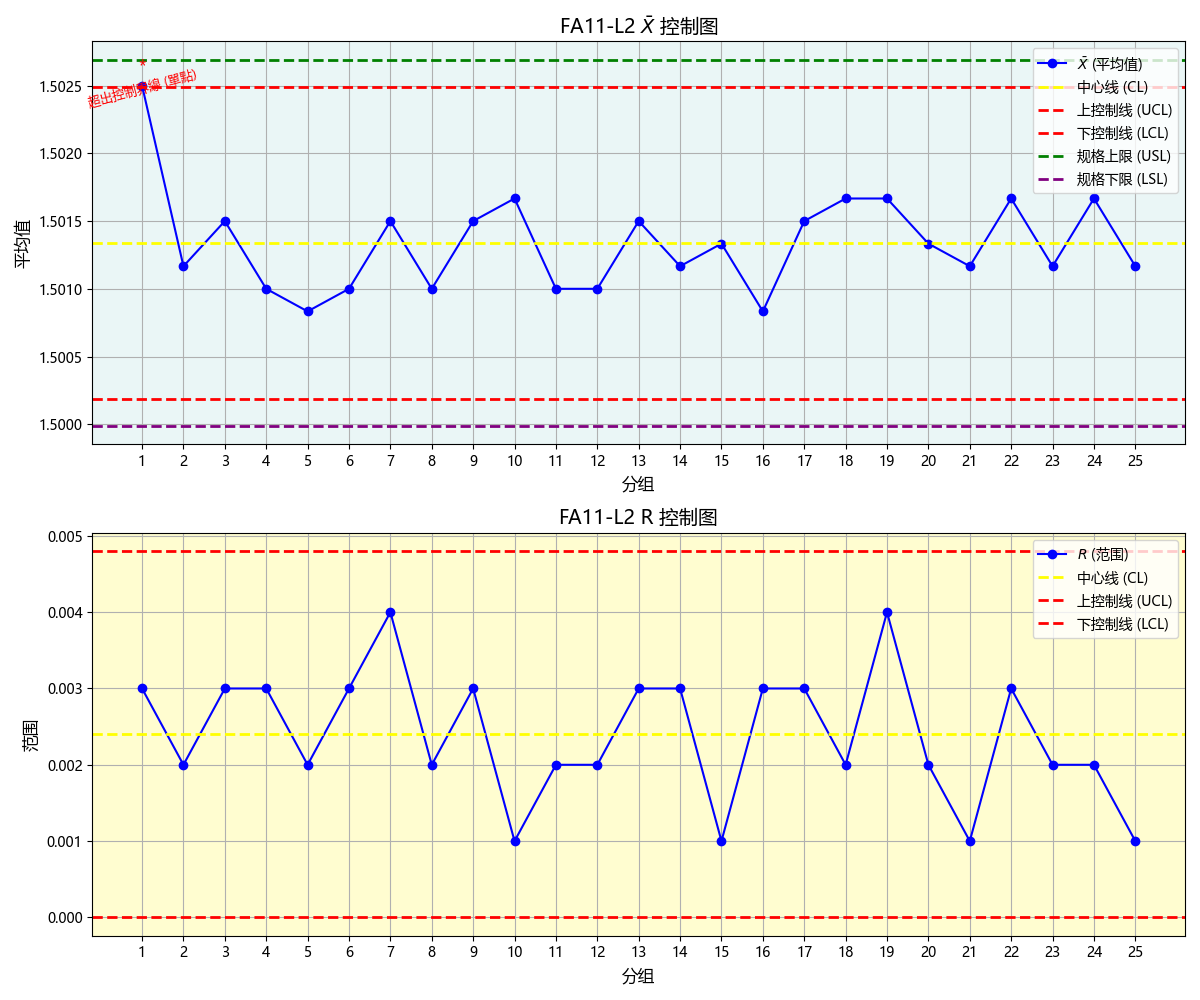 FA11-L2 X̄ 控制图
1.5025
1.5020
1.5015
1.5010
1.5005
1.5000
平均值
超出控制界線 (單點)
X̄ (平均值)
中心线 (CL)
上控制线 (UCL)
下控制线 (LCL)
规格上限 (USL)
规格下限 (LSL)
1 2 3 4 5 6 7 8 9 10 11 12 13 14 15 16 17 18 19 20 21 22 23 24 25
分组
FA11-L2 R 控制图
0.005
0.004
0.003
0.002
0.001
0.000
范围
R (范围)
中心线 (CL)
上控制线 (UCL)
下控制线 (LCL)
1 2 3 4 5 6 7 8 9 10 11 12 13 14 15 16 17 18 19 20 21 22 23 24 25
分组